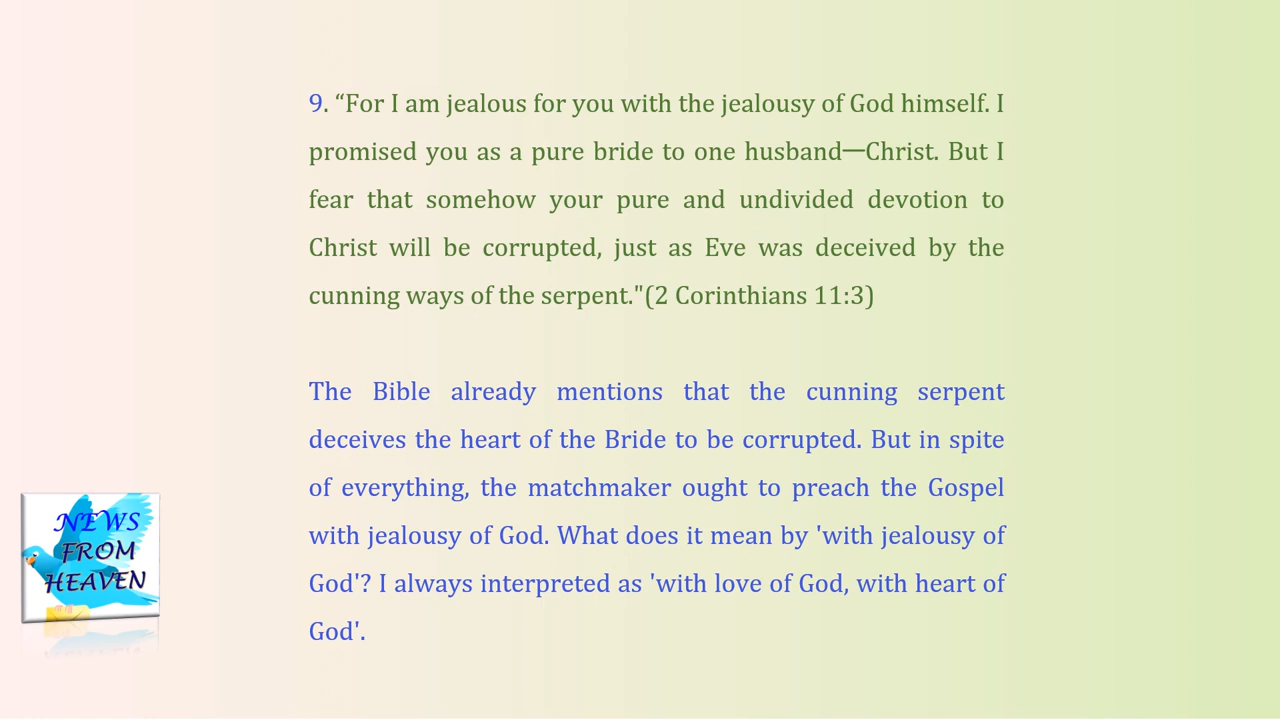 9. “For I am jealous for you with the jealousy of God himself. I
promised you as a pure bride to one husband—Christ. But I
fear that somehow your pure and undivided devotion to
Christ will be corrupted, just as Eve was deceived by the
cunning ways of the serpent."(2 Corinthians 11:3)
The Bible already mentions that the cunning serpent
deceives the heart of the Bride to be corrupted. But in spite
of everything, the matchmaker ought to preach the Gospel
with jealousy of God. What does it mean by 'with jealousy of
God'? I always interpreted as 'with love of God, with heart of
God'.
NEWS
FROM
HEAVEN